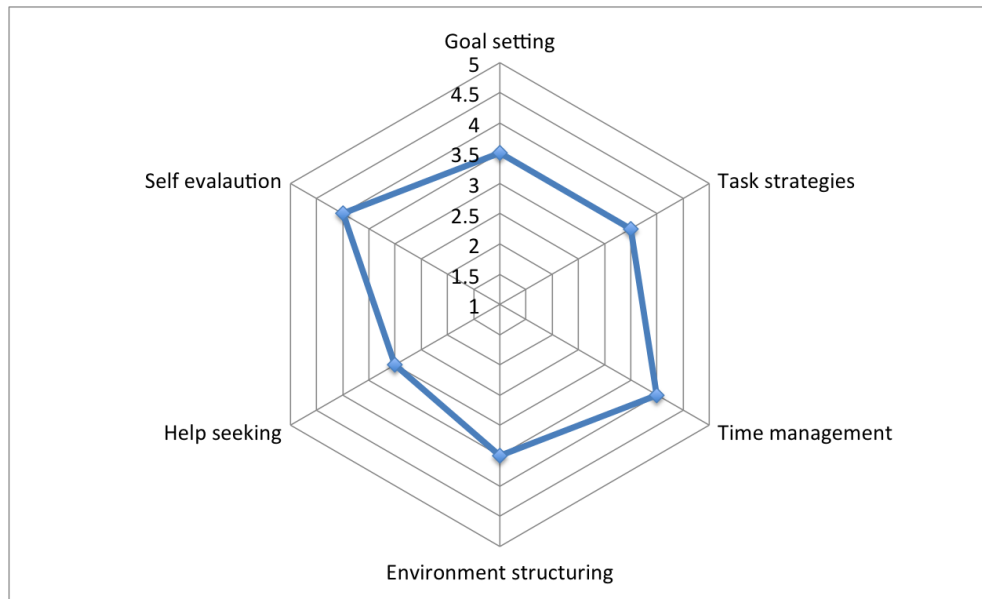 Goal setting
5
4.5
4
3.5
3
2.5
2
1.5
1
Self evalaution
Task strategies
Help seeking
Time management
Environment structuring